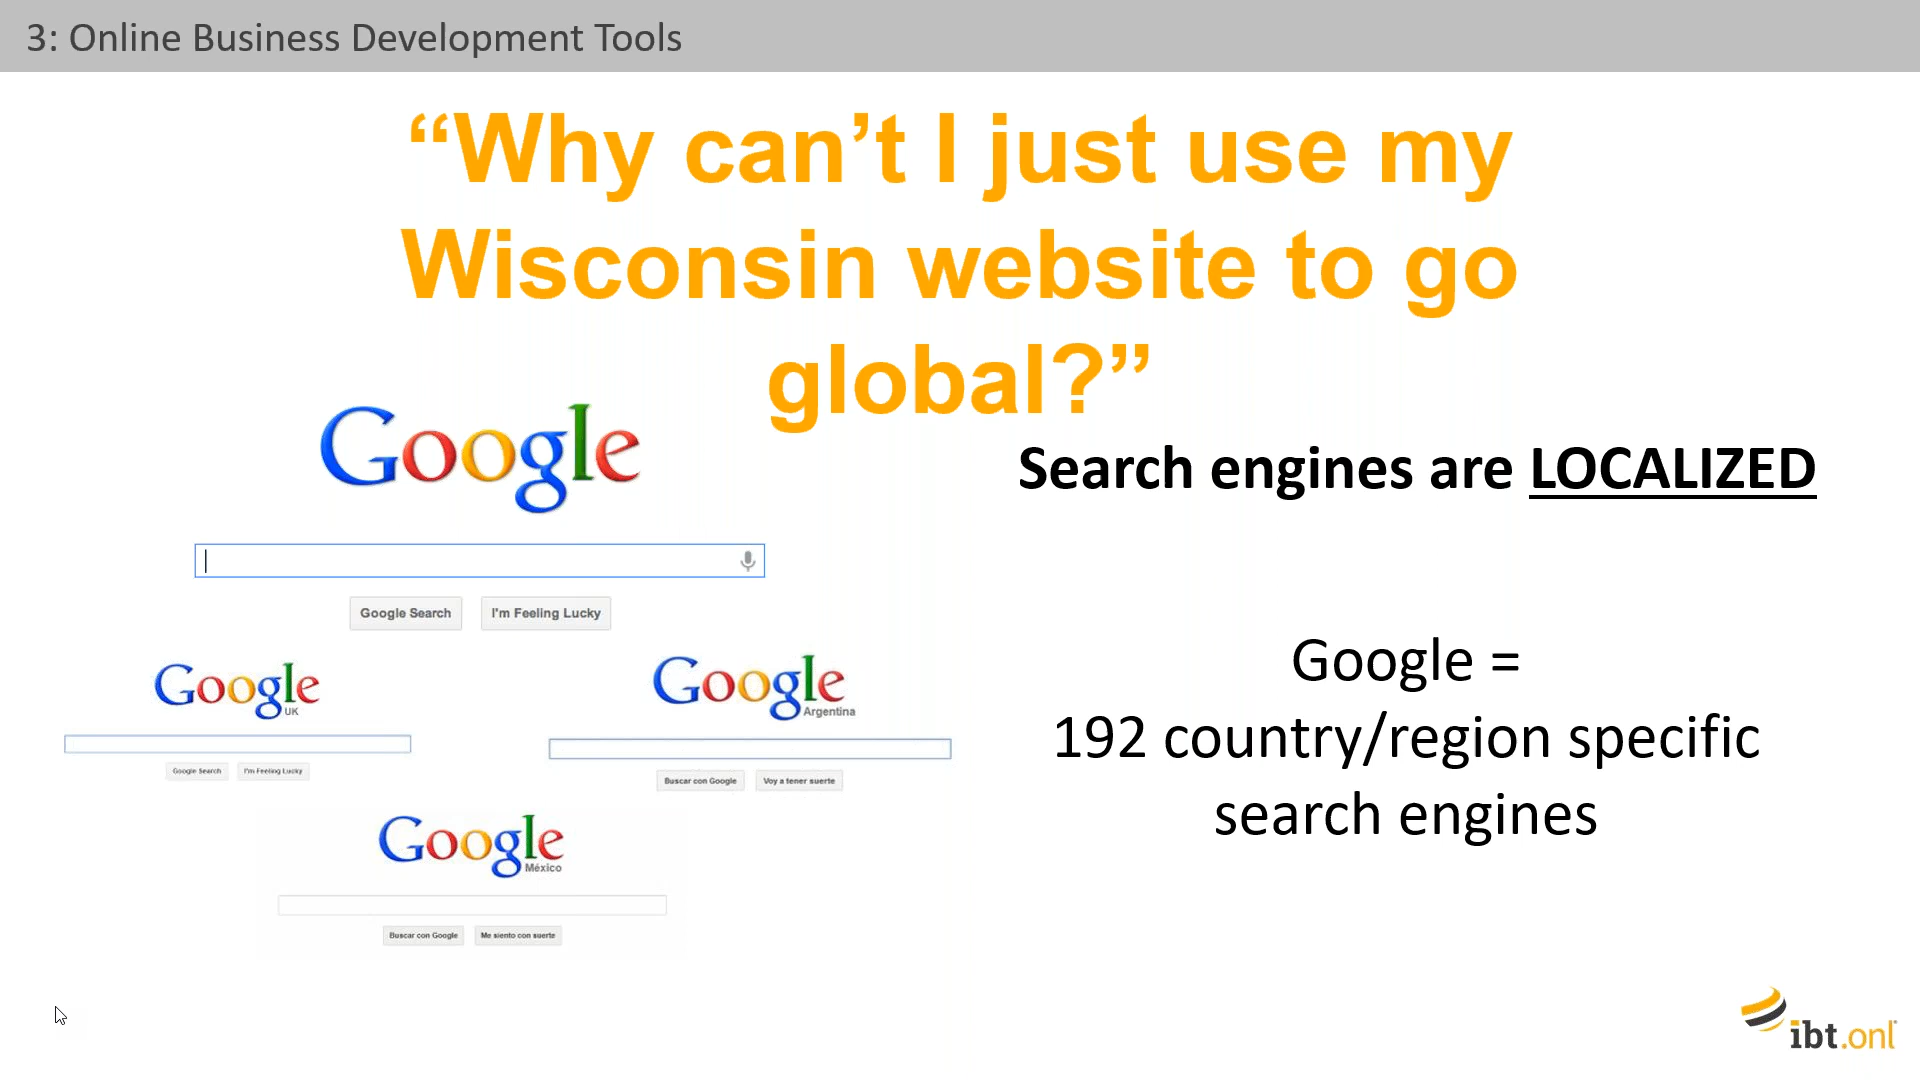 3: Online Business Development Tools
“Why can’t I just use my
Wisconsin website to go
global?”
Google
Google Search I'm Feeling Lucky
Google
UK
Google Search I'm Feeling Lucky
Google
Argentina
Buscar con Google Voy a tener suerte
Google
México
Buscar con Google Me siento con suerte
Search engines are LOCALIZED
Google =
192 country/region specific
search engines
ibt.onl